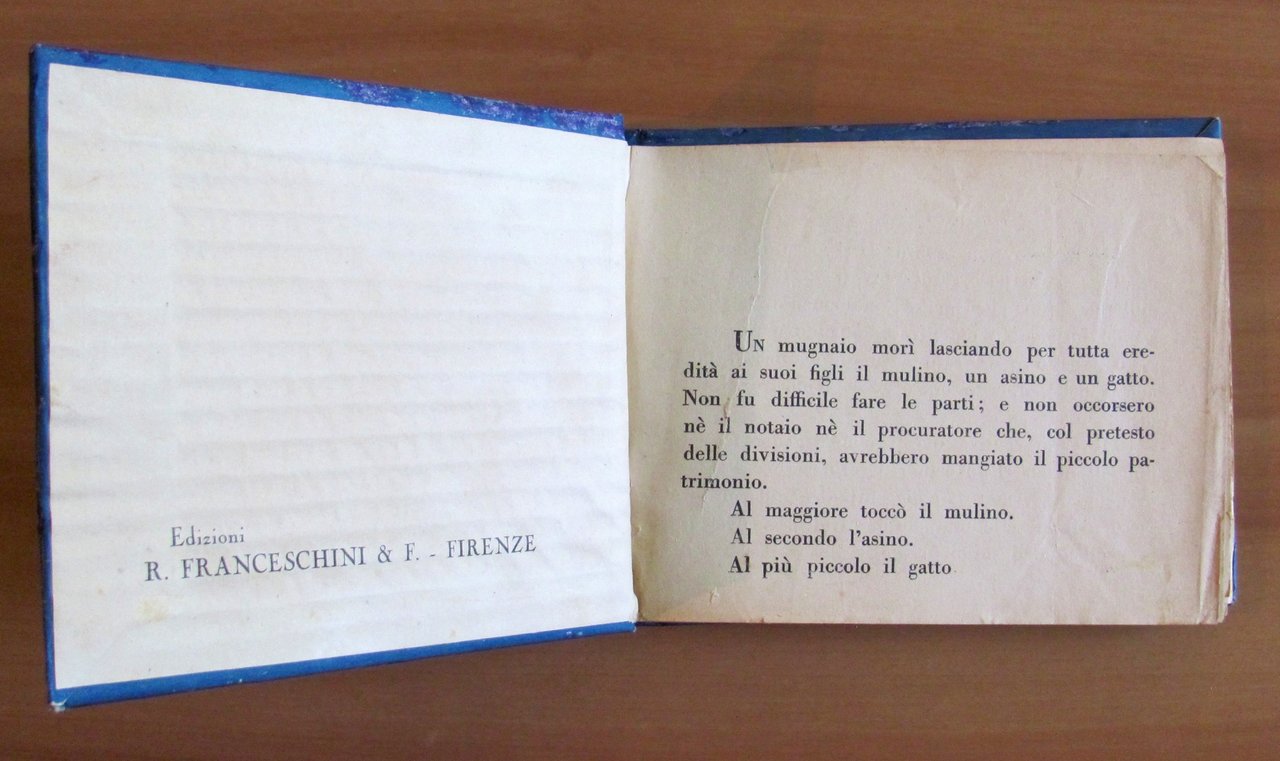 Edizioni
R. FRANCESCHINI & F. - FIRENZE
UN mugnaio morì lasciando per tutta ere-
dità ai suoi figli il mulino, un asino e un gatto.
Non fu difficile fare le parti; e non occorsero
nè il notaio nè il procuratore che, col pretesto
delle divisioni, avrebbero mangiato il piccolo pa-
trimonio.
Al maggiore toccò il mulino.
Al secondo l'asino.
Al più piccolo il gatto